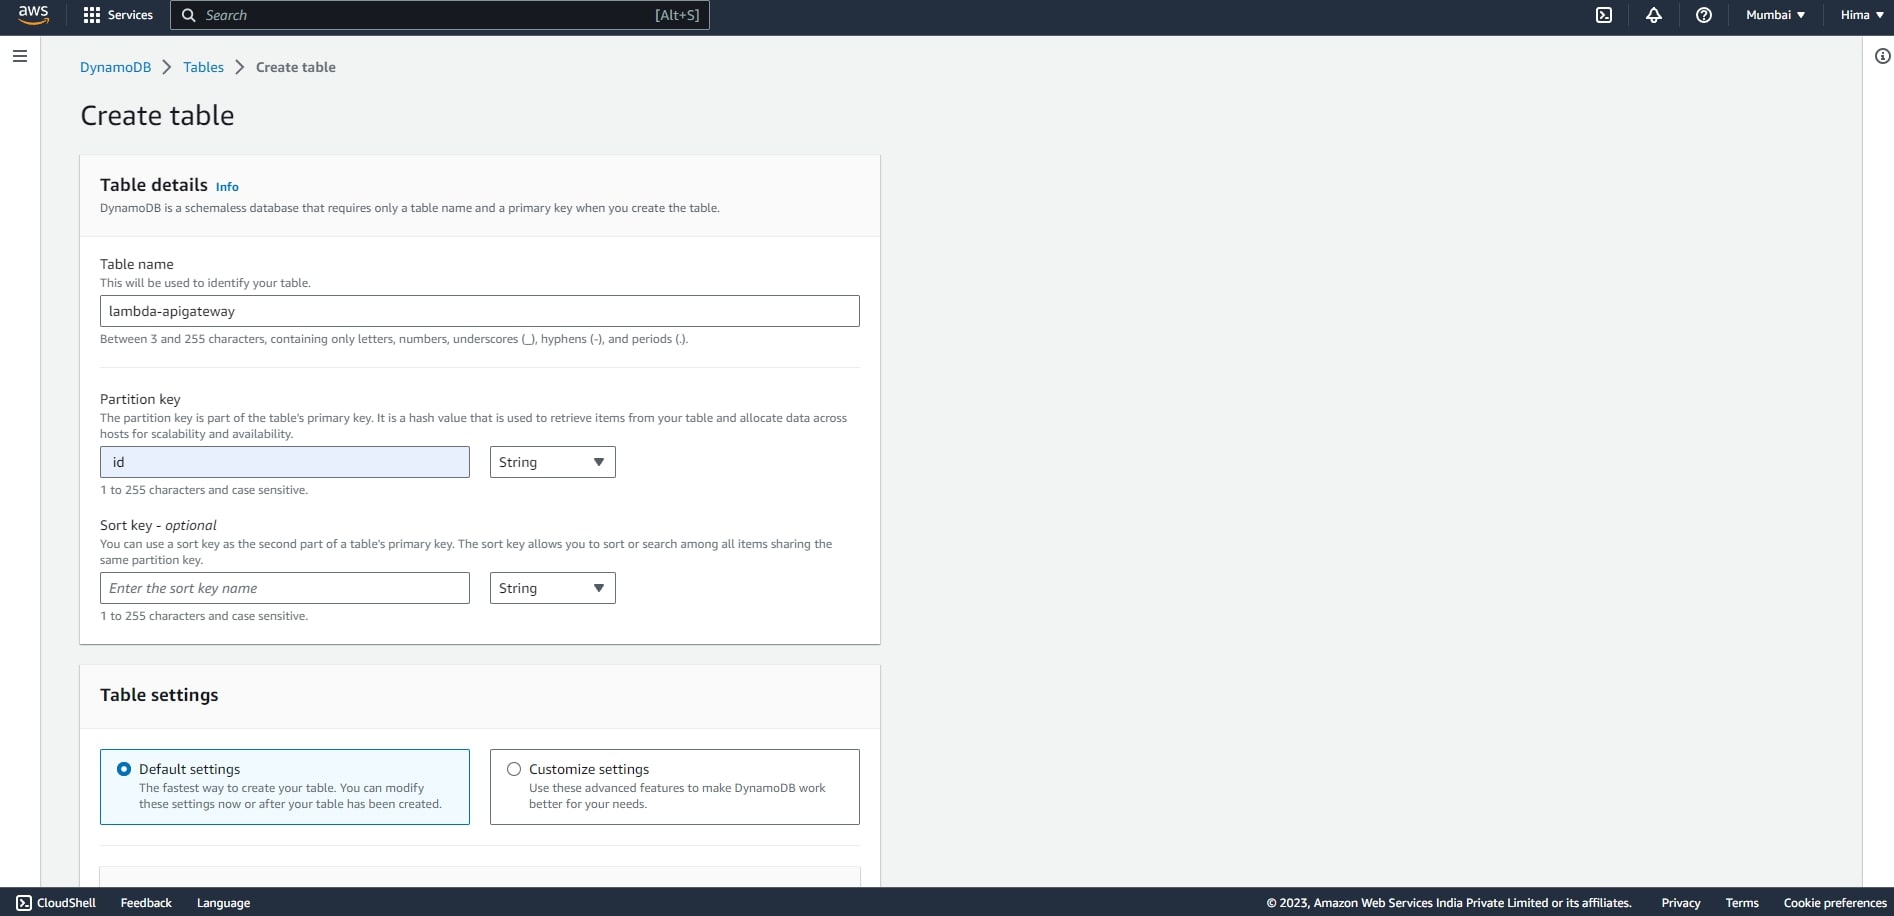 aws
Services
Search
[Alt+S]
Mumbai
Hima
DynamoDB
Tables
Create table
Create table
Table details Info
DynamoDB is a schemaless database that requires only a table name and a primary key when you create the table.
Table name
This will be used to identify your table.
lambda-apigateway
Between 3 and 255 characters, containing only letters, numbers, underscores (_), hyphens (-), and periods (.).
Partition key
The partition key is part of the table's primary key. It is a hash value that is used to retrieve items from your table and allocate data across
hosts for scalability and availability.
id
String
1 to 255 characters and case sensitive.
Sort key - optional
You can use a sort key as the second part of a table's primary key. The sort key allows you to sort or search among all items sharing the
same partition key.
Enter the sort key name
String
1 to 255 characters and case sensitive.
Table settings
Default settings
The fastest way to create your table. You can modify
these settings now or after your table has been created.
Customize settings
Use these advanced features to make DynamoDB work
better for your needs.
CloudShell
Feedback
Language
© 2023, Amazon Web Services India Private Limited or its affiliates.
Privacy
Terms
Cookie preferences